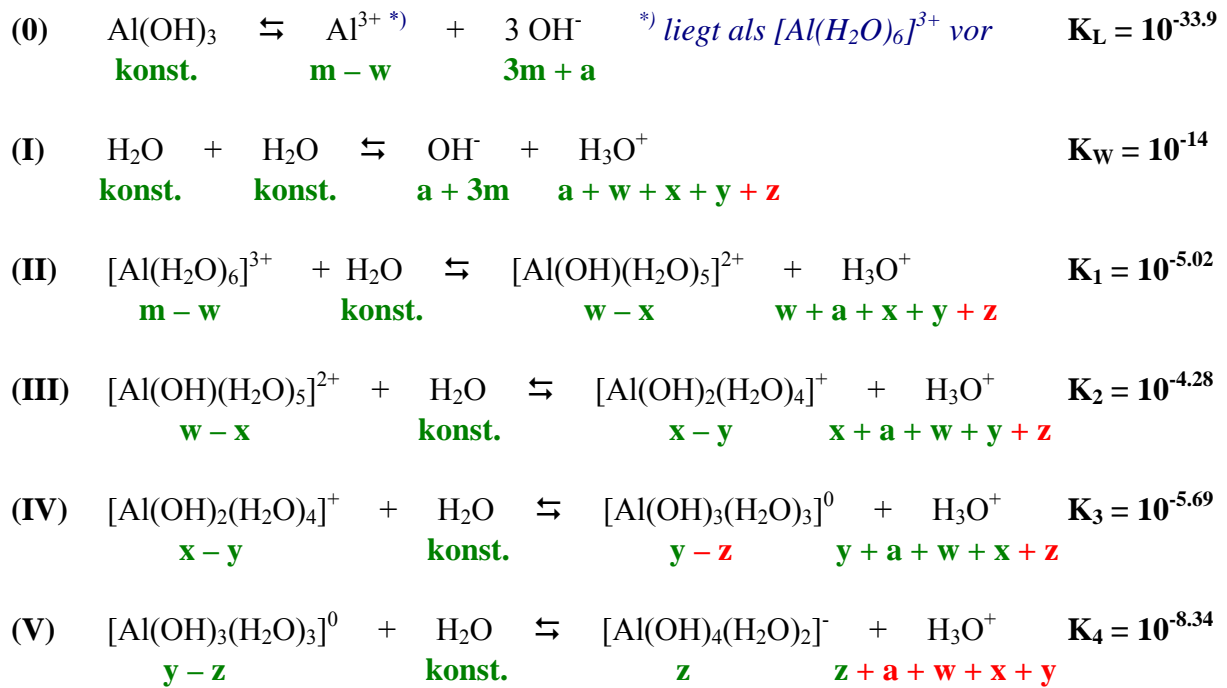 (0) Al(OH)₃ ⇆ Al³⁺ *) + 3 OH⁻ *) liegt als [Al(H₂O)₆]³⁺ vor K_L = 10^-33.9
konst. m – w 3m + a
(I) H₂O + H₂O ⇆ OH⁻ + H₃O⁺ K_W = 10^-14
konst. konst. a + 3m a + w + x + y + z
(II) [Al(H₂O)₆]³⁺ + H₂O ⇆ [Al(OH)(H₂O)₅]²⁺ + H₃O⁺ K₁ = 10^-5.02
m – w konst. w – x w + a + x + y + z
(III) [Al(OH)(H₂O)₅]²⁺ + H₂O ⇆ [Al(OH)₂(H₂O)₄]⁺ + H₃O⁺ K₂ = 10^-4.28
w – x konst. x – y x + a + w + y + z
(IV) [Al(OH)₂(H₂O)₄]⁺ + H₂O ⇆ [Al(OH)₃(H₂O)₃]⁰ + H₃O⁺ K₃ = 10^-5.69
x – y konst. y – z y + a + w + x + z
(V) [Al(OH)₃(H₂O)₃]⁰ + H₂O ⇆ [Al(OH)₄(H₂O)₂]⁻ + H₃O⁺ K₄ = 10^-8.34
y – z konst. z z + a + w + x + y